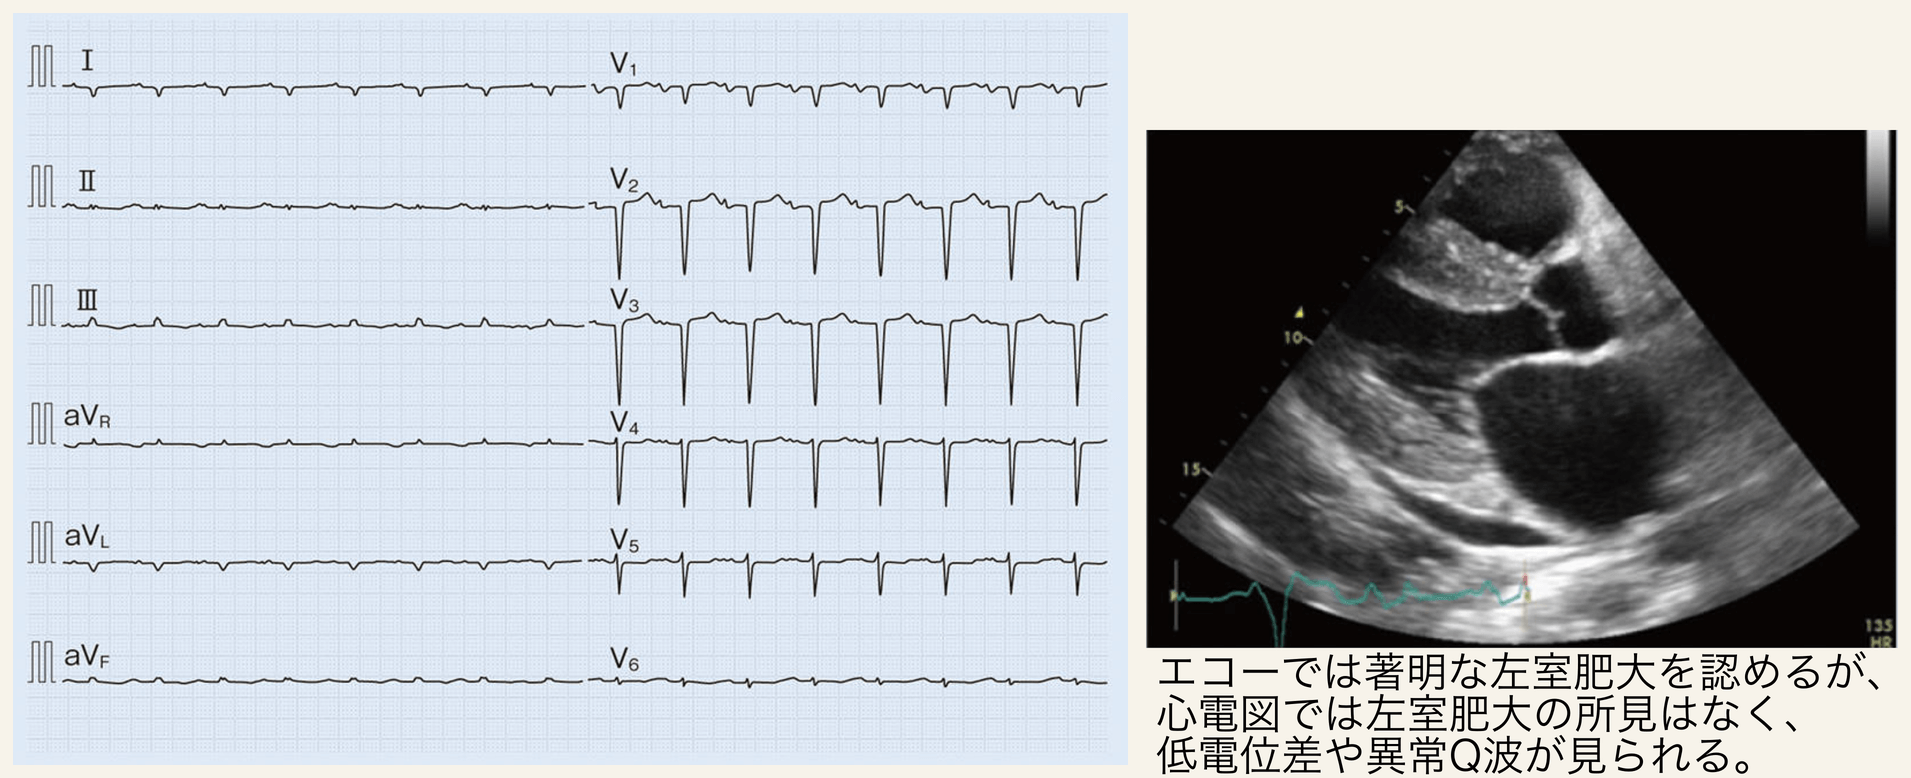 I
II
III
aVR
aVL
aVF
V1
V2
V3
V4
V5
V6
5
10
15
135
HR
エコーでは著明な左室肥大を認めるが、
心電図では左室肥大の所見はなく、
低電位差や異常Q波が見られる。